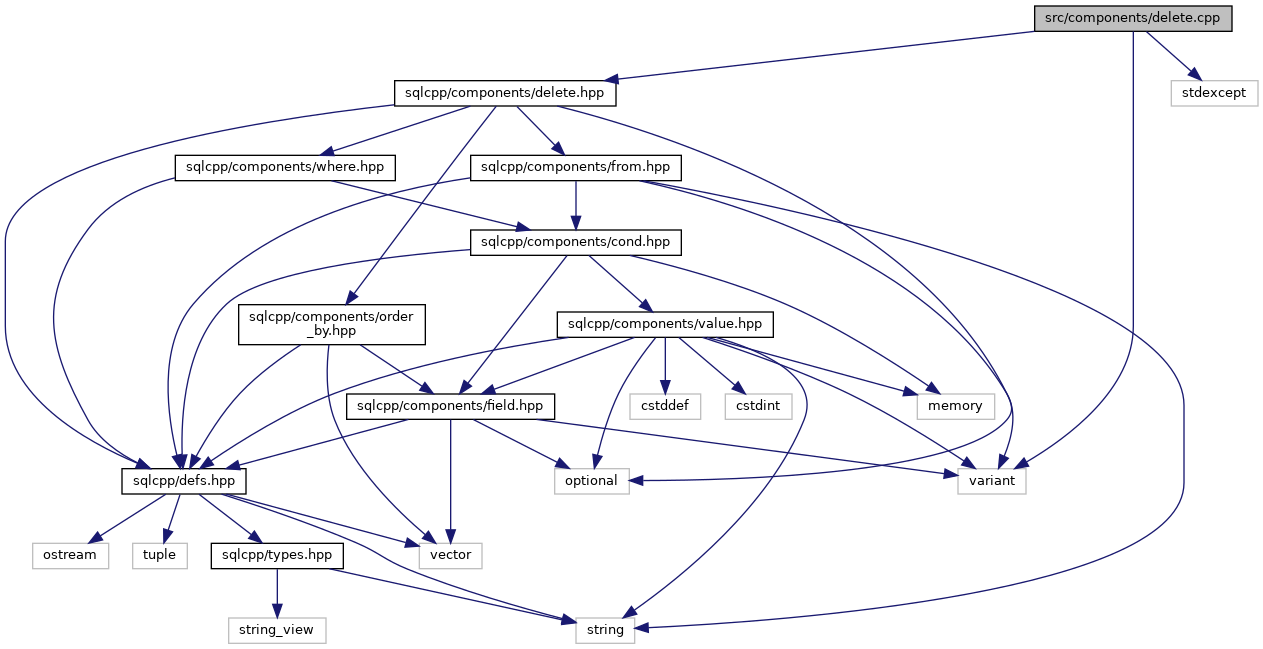 src/components/delete.cpp
sqlcpp/components/delete.hpp
stdexcept
sqlcpp/components/where.hpp
sqlcpp/components/from.hpp
sqlcpp/components/cond.hpp
sqlcpp/components/order
_by.hpp
sqlcpp/components/value.hpp
sqlcpp/components/field.hpp
cstddef
cstdint
memory
sqlcpp/defs.hpp
optional
variant
ostream
tuple
sqlcpp/types.hpp
vector
string_view
string